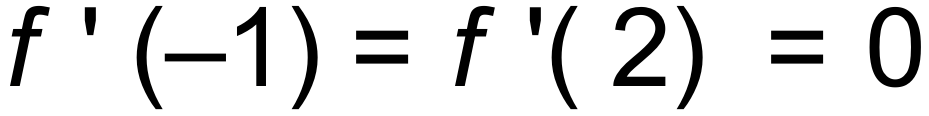 f '(–1) = f '(2) = 0